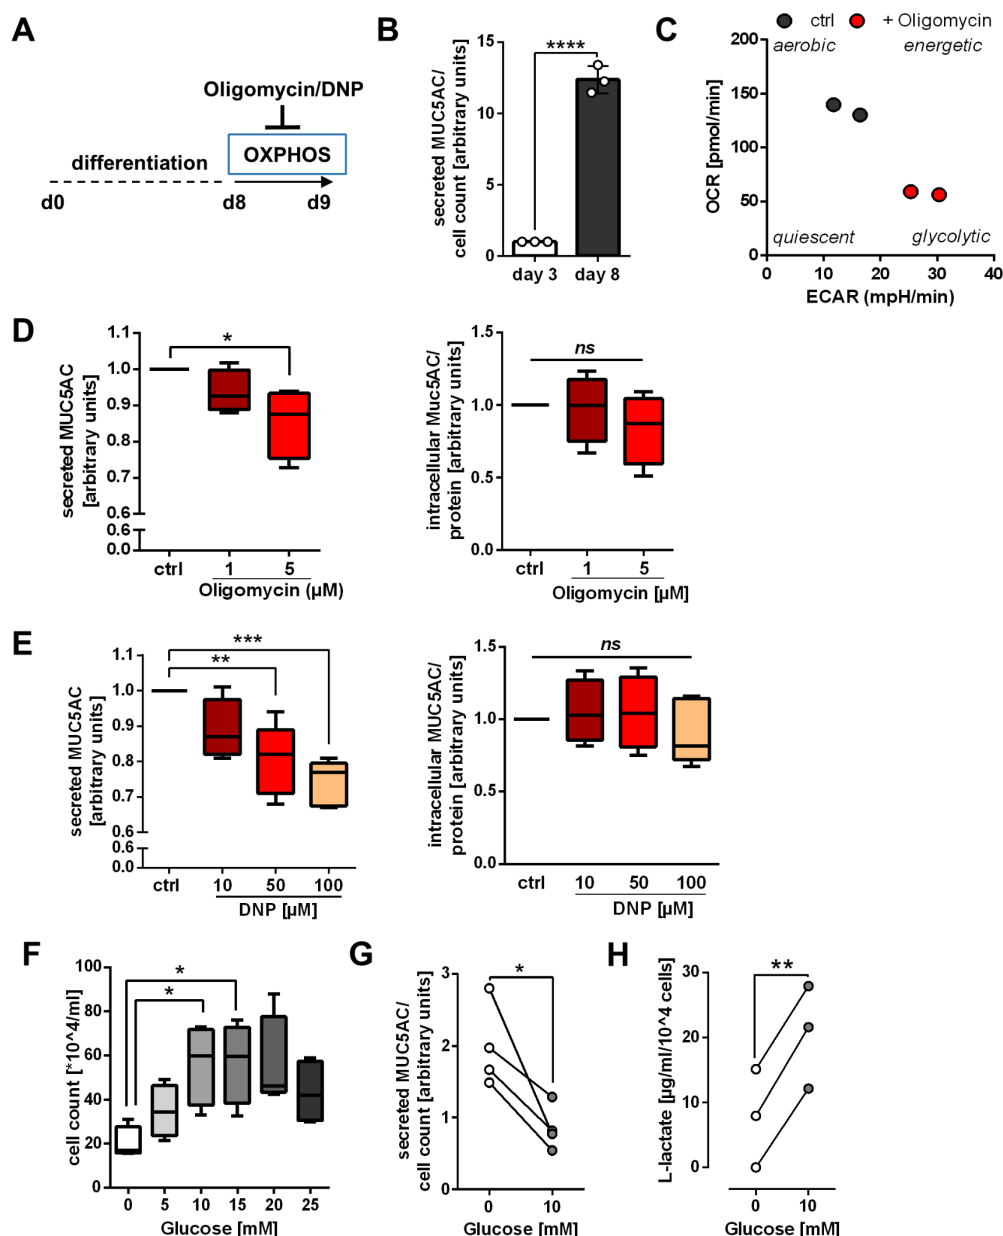 A
Oligomycin/DNP
OXPHOS
differentiation
d0
d8
d9
B
secreted MUC5AC/
cell count [arbitrary units]
15
10
5
0
****
day 3
day 8
C
ctrl
+ Oligomycin
aerobic
energetic
quiescent
glycolytic
OCR [pmol/min]
200
150
100
50
0
0
10
20
30
40
ECAR (mpH/min)
D
secreted MUC5AC
[arbitrary units]
1.1
1.0
0.9
0.8
0.7
0.6
0.6
0.0
*
ctrl
1
5
Oligomycin (µM)
intracellular Muc5AC/
protein [arbitrary units]
1.5
1.0
0.5
0.0
ns
ctrl
1
5
Oligomycin [µM]
E
secreted MUC5AC
[arbitrary units]
1.1
1.0
0.9
0.8
0.7
0.6
0.6
0.0
***
**
ctrl
10
50
100
DNP [µM]
intracellular MUC5AC/
protein [arbitrary units]
1.5
1.0
0.5
0.0
ns
ctrl
10
50
100
DNP [µM]
F
cell count [*10^4/ml]
100
80
60
40
20
0
*
*
0
5
10
15
20
25
Glucose [mM]
G
secreted MUC5AC/
cell count [arbitrary units]
3
2
1
0
*
0
10
Glucose [mM]
H
L-lactate [µg/ml/10^4 cells]
30
20
10
0
**
0
10
Glucose [mM]